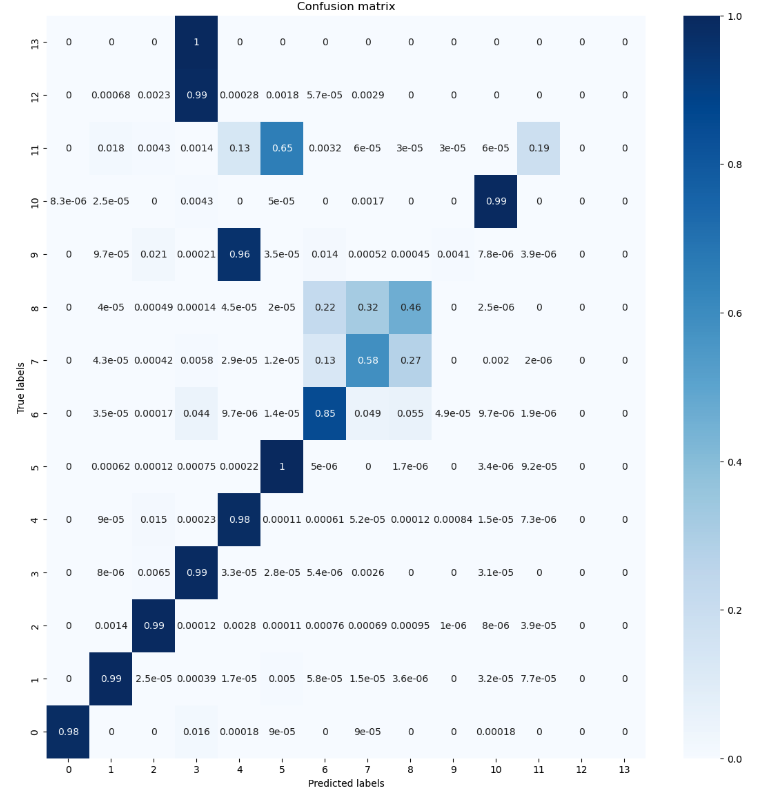 Confusion matrix
13 0 0 0 1 0 0 0 0 0 0 0 0 0 0
12 0 0.00068 0.0023 0.99 0.00028 0.0018 5.7e-05 0.0029 0 0 0 0 0 0
11 0 0.018 0.0043 0.0014 0.13 0.65 0.0032 6e-05 3e-05 3e-05 6e-05 0.19 0 0
10 8.3e-06 2.5e-05 0 0.0043 0 5e-05 0 0.0017 0 0 0.99 0 0 0
9 0 9.7e-05 0.021 0.00021 0.96 3.5e-05 0.014 0.00052 0.00045 0.0041 7.8e-06 3.9e-06 0 0
8 0 4e-05 0.00049 0.00014 4.5e-05 2e-05 0.22 0.32 0.46 0 2.5e-06 0 0 0
7 0 4.3e-05 0.00042 0.0058 2.9e-05 1.2e-05 0.13 0.58 0.27 0 0.002 2e-06 0 0
6 0 3.5e-05 0.00017 0.044 9.7e-06 1.4e-05 0.85 0.049 0.055 4.9e-05 9.7e-06 1.9e-06 0 0
5 0 0.00062 0.00012 0.00075 0.00022 1 5e-06 0 1.7e-06 0 3.4e-06 9.2e-05 0 0
4 0 9e-05 0.015 0.00023 0.98 0.00011 0.00061 5.2e-05 0.00012 0.00084 1.5e-05 7.3e-06 0 0
3 0 8e-06 0.0065 0.99 3.3e-05 2.8e-05 5.4e-06 0.0026 0 0 3.1e-05 0 0 0
2 0 0.0014 0.99 0.00012 0.0028 0.00011 0.00076 0.00069 0.00095 1e-06 8e-06 3.9e-05 0 0
1 0 0.99 2.5e-05 0.00039 1.7e-05 0.005 5.8e-05 1.5e-05 3.6e-06 0 3.2e-05 7.7e-05 0 0
0 0.98 0 0 0.016 0.00018 9e-05 0 9e-05 0 0 0.00018 0 0 0
0 1 2 3 4 5 6 7 8 9 10 11 12 13
Predicted labels
True labels
1.0
0.8
0.6
0.4
0.2
0.0